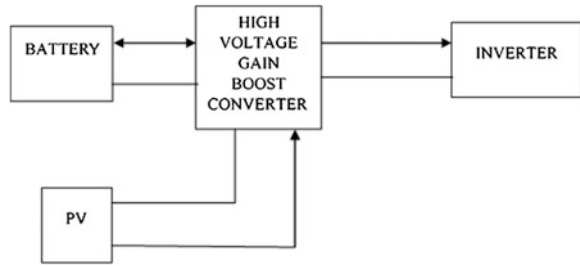 BATTERY
HIGH
VOLTAGE
GAIN
BOOST
CONVERTER
INVERTER
PV